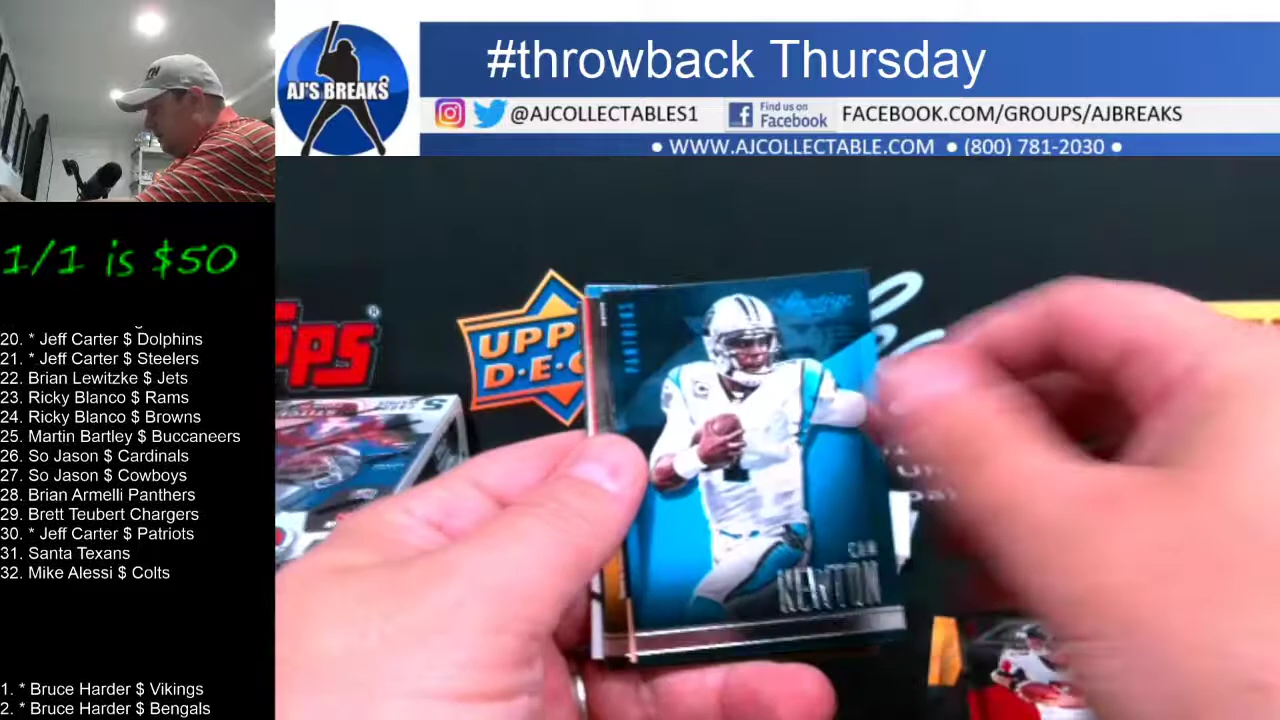 #throwback Thursday
AJ'S BREAKS
@AJCOLLECTABLES1
Find us on
Facebook
FACEBOOK.COM/GROUPS/AJBREAKS
• WWW.AJCOLLECTABLE.COM • (800) 781-2030 •
1/1 is $50
20. * Jeff Carter $ Dolphins
21. * Jeff Carter $ Steelers
22. Brian Lewitzke $ Jets
23. Ricky Blanco $ Rams
24. Ricky Blanco $ Browns
25. Martin Bartley $ Buccaneers
26. So Jason $ Cardinals
27. So Jason $ Cowboys
28. Brian Armelli Panthers
29. Brett Teubert Chargers
30. * Jeff Carter $ Patriots
31. Santa Texans
32. Mike Alessi $ Colts
1. * Bruce Harder $ Vikings
2. * Bruce Harder $ Bengals
PANTHERS
Prestige
CAM
NEWTON
UPP
D·E·C